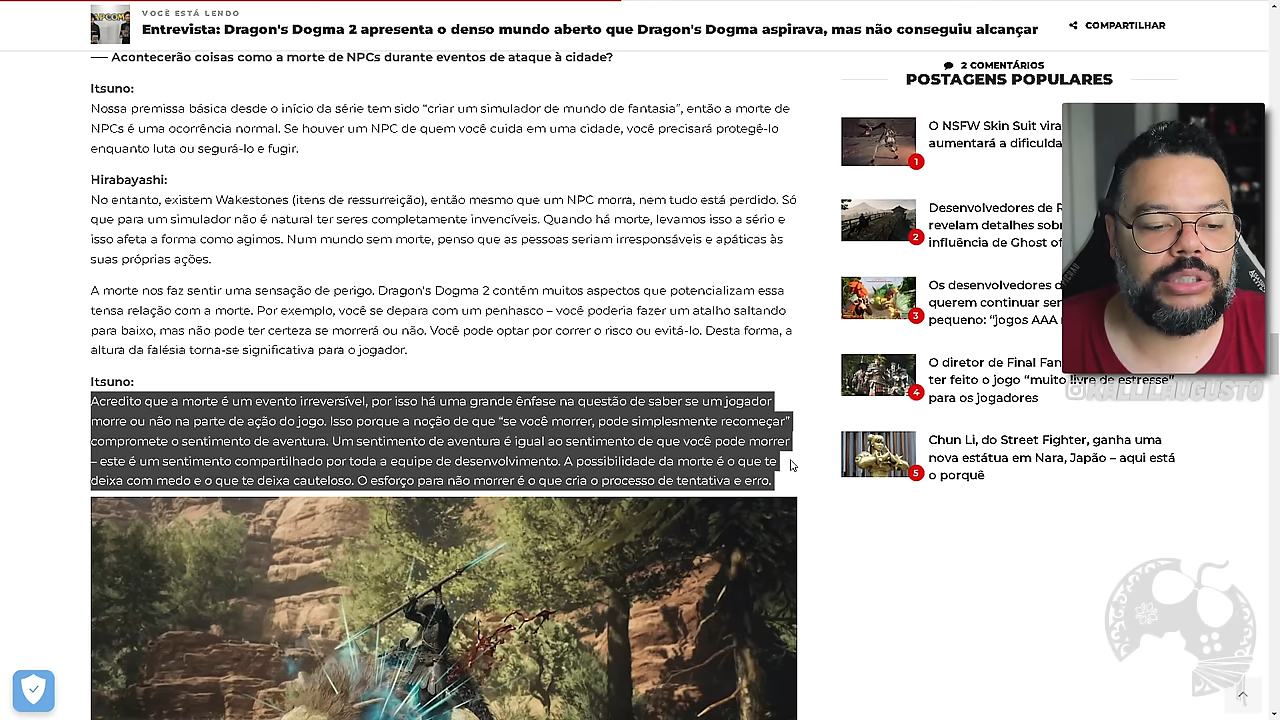 CAPCOM
VOCÊ ESTÁ LENDO
Entrevista: Dragon's Dogma 2 apresenta o denso mundo aberto que Dragon's Dogma aspirava, mas não conseguiu alcançar
COMPARTILHAR
── Acontecerão coisas como a morte de NPCs durante eventos de ataque à cidade?
Itsuno:
Nossa premissa básica desde o início da série tem sido “criar um simulador de mundo de fantasia”, então a morte de
NPCs é uma ocorrência normal. Se houver um NPC de quem você cuida em uma cidade, você precisará protegê-lo
enquanto luta ou segurá-lo e fugir.
Hirabayashi:
No entanto, existem Wakestones (itens de ressurreição), então mesmo que um NPC morra, nem tudo está perdido. Só
que para um simulador não é natural ter seres completamente invencíveis. Quando há morte, levamos isso a sério e
isso afeta a forma como agimos. Num mundo sem morte, penso que as pessoas seriam irresponsáveis e apáticas às
suas próprias ações.
A morte nos faz sentir uma sensação de perigo. Dragon's Dogma 2 contém muitos aspectos que potencializam essa
tensa relação com a morte. Por exemplo, você se depara com um penhasco – você poderia fazer um atalho saltando
para baixo, mas não pode ter certeza se morrerá ou não. Você pode optar por correr o risco ou evitá-lo. Desta forma, a
altura da falésia torna-se significativa para o jogador.
Itsuno:
Acredito que a morte é um evento irreversível, por isso há uma grande ênfase na questão de saber se um jogador
morre ou não na parte de ação do jogo. Isso porque a noção de que “se você morrer, pode simplesmente recomeçar”
compromete o sentimento de aventura. Um sentimento de aventura é igual ao sentimento de que você pode morrer
– este é um sentimento compartilhado por toda a equipe de desenvolvimento. A possibilidade da morte é o que te
deixa com medo e o que te deixa cauteloso. O esforço para não morrer é o que cria o processo de tentativa e erro.
2 COMENTÁRIOS
POSTAGENS POPULARES
O NSFW Skin Suit vira
aumentará a dificulda
1
Desenvolvedores de R
revelam detalhes sob
influência de Ghost of
2
Os desenvolvedores d
querem continuar ser
pequeno: “jogos AAA
3
O diretor de Final Fan
ter feito o jogo “muito livre de estresse”
para os jogadores
4
Chun Li, do Street Fighter, ganha uma
nova estátua em Nara, Japão – aqui está
o porquê
5
@KALLILAUGUSTO